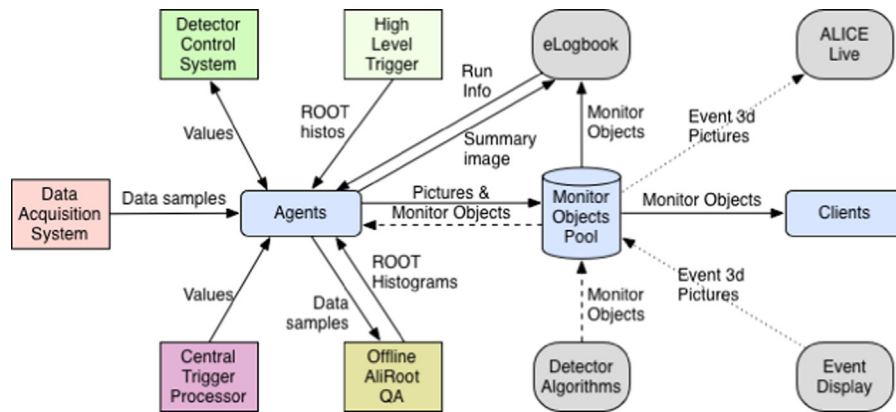 Detector
Control
System
High
Level
Trigger
eLogbook
ALICE
Live
Run
Info
Values
ROOT
histos
Summary
image
Monitor
Objects
Event 3d
Pictures
Data
Acquisition
System
Data samples
Agents
Pictures &
Monitor Objects
Monitor
Objects
Pool
Monitor Objects
Clients
Values
Data
samples
ROOT
Histograms
Monitor
Objects
Event 3d
Pictures
Central
Trigger
Processor
Offline
AliRoot
QA
Detector
Algorithms
Event
Display